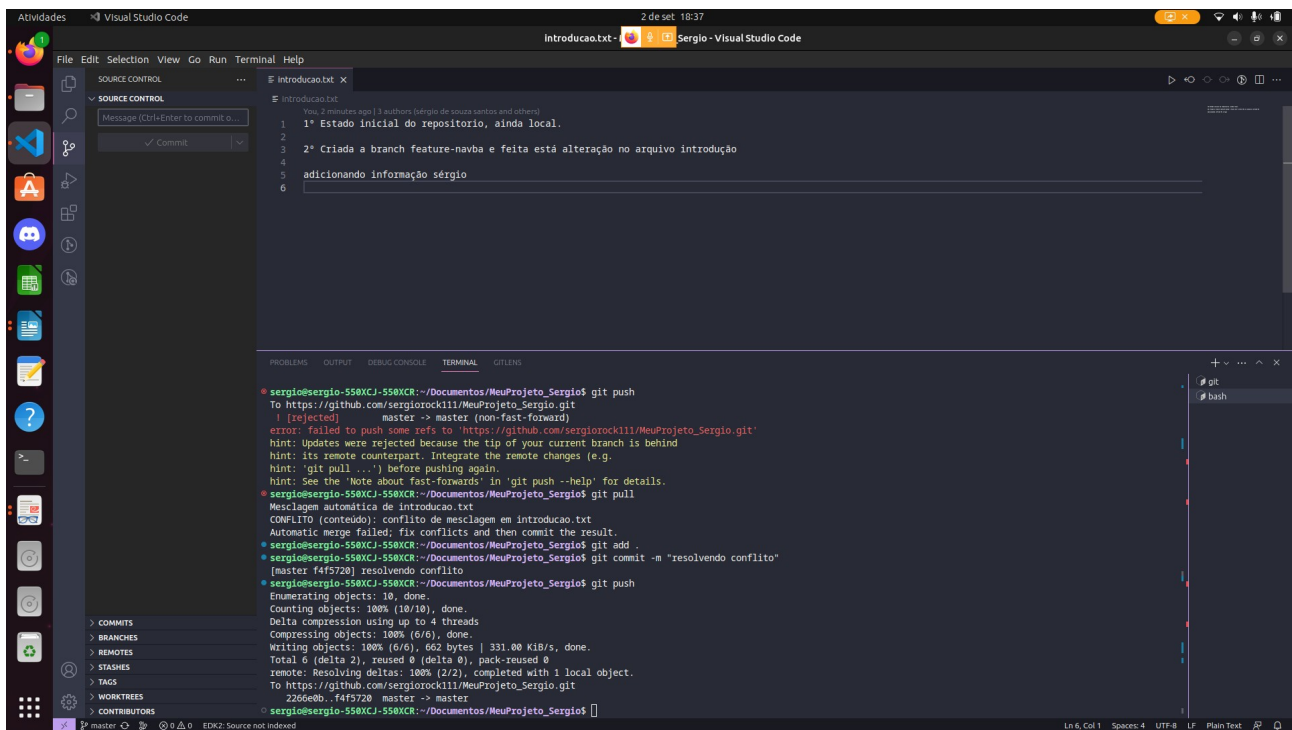 Atividades
Visual Studio Code
2 de set 18:37
introducao.txt -
Sergio - Visual Studio Code
File Edit Selection View Go Run Terminal Help
SOURCE CONTROL
SOURCE CONTROL
Message (Ctrl+Enter to commit o...
Commit
introducao.txt
introducao.txt
You, 2 minutes ago | 3 authors (sérgio de souza santos and others)
1 1ª Estado inicial do repositorio, ainda local.
2
3 2ª Criada a branch feature-navba e feita está alteração no arquivo introdução
4
5 adicionando informação sérgio
6
PROBLEMS OUTPUT DEBUG CONSOLE TERMINAL GITLENS
git
bash
sergio@sergio-550XCJ-550XCR:~/Documentos/MeuProjeto_Sergio$ git push
To https://github.com/sergiorock111/MeuProjeto_Sergio.git
! [rejected] master -> master (non-fast-forward)
error: failed to push some refs to 'https://github.com/sergiorock111/MeuProjeto_Sergio.git'
hint: Updates were rejected because the tip of your current branch is behind
hint: its remote counterpart. Integrate the remote changes (e.g.
hint: 'git pull ...') before pushing again.
hint: See the 'Note about fast-forwards' in 'git push --help' for details.
sergio@sergio-550XCJ-550XCR:~/Documentos/MeuProjeto_Sergio$ git pull
Mesclagem automática de introducao.txt
CONFLITO (conteúdo): conflito de mesclagem em introducao.txt
Automatic merge failed; fix conflicts and then commit the result.
sergio@sergio-550XCJ-550XCR:~/Documentos/MeuProjeto_Sergio$ git add .
sergio@sergio-550XCJ-550XCR:~/Documentos/MeuProjeto_Sergio$ git commit -m "resolvendo conflito"
[master f4f5720] resolvendo conflito
sergio@sergio-550XCJ-550XCR:~/Documentos/MeuProjeto_Sergio$ git push
Enumerating objects: 10, done.
Counting objects: 100% (10/10), done.
Delta compression using up to 4 threads
Compressing objects: 100% (6/6), done.
Writing objects: 100% (6/6), 662 bytes | 331.00 KiB/s, done.
Total 6 (delta 2), reused 0 (delta 0), pack-reused 0
remote: Resolving deltas: 100% (2/2), completed with 1 local object.
To https://github.com/sergiorock111/MeuProjeto_Sergio.git
2266e0b..f4f5720 master -> master
sergio@sergio-550XCJ-550XCR:~/Documentos/MeuProjeto_Sergio$
COMMITS
BRANCHES
REMOTES
STASHES
TAGS
WORKTREES
CONTRIBUTORS
master 0 0 EDK2: Source not indexed
Ln 6, Col 1 Spaces: 4 UTF-8 LF Plain Text